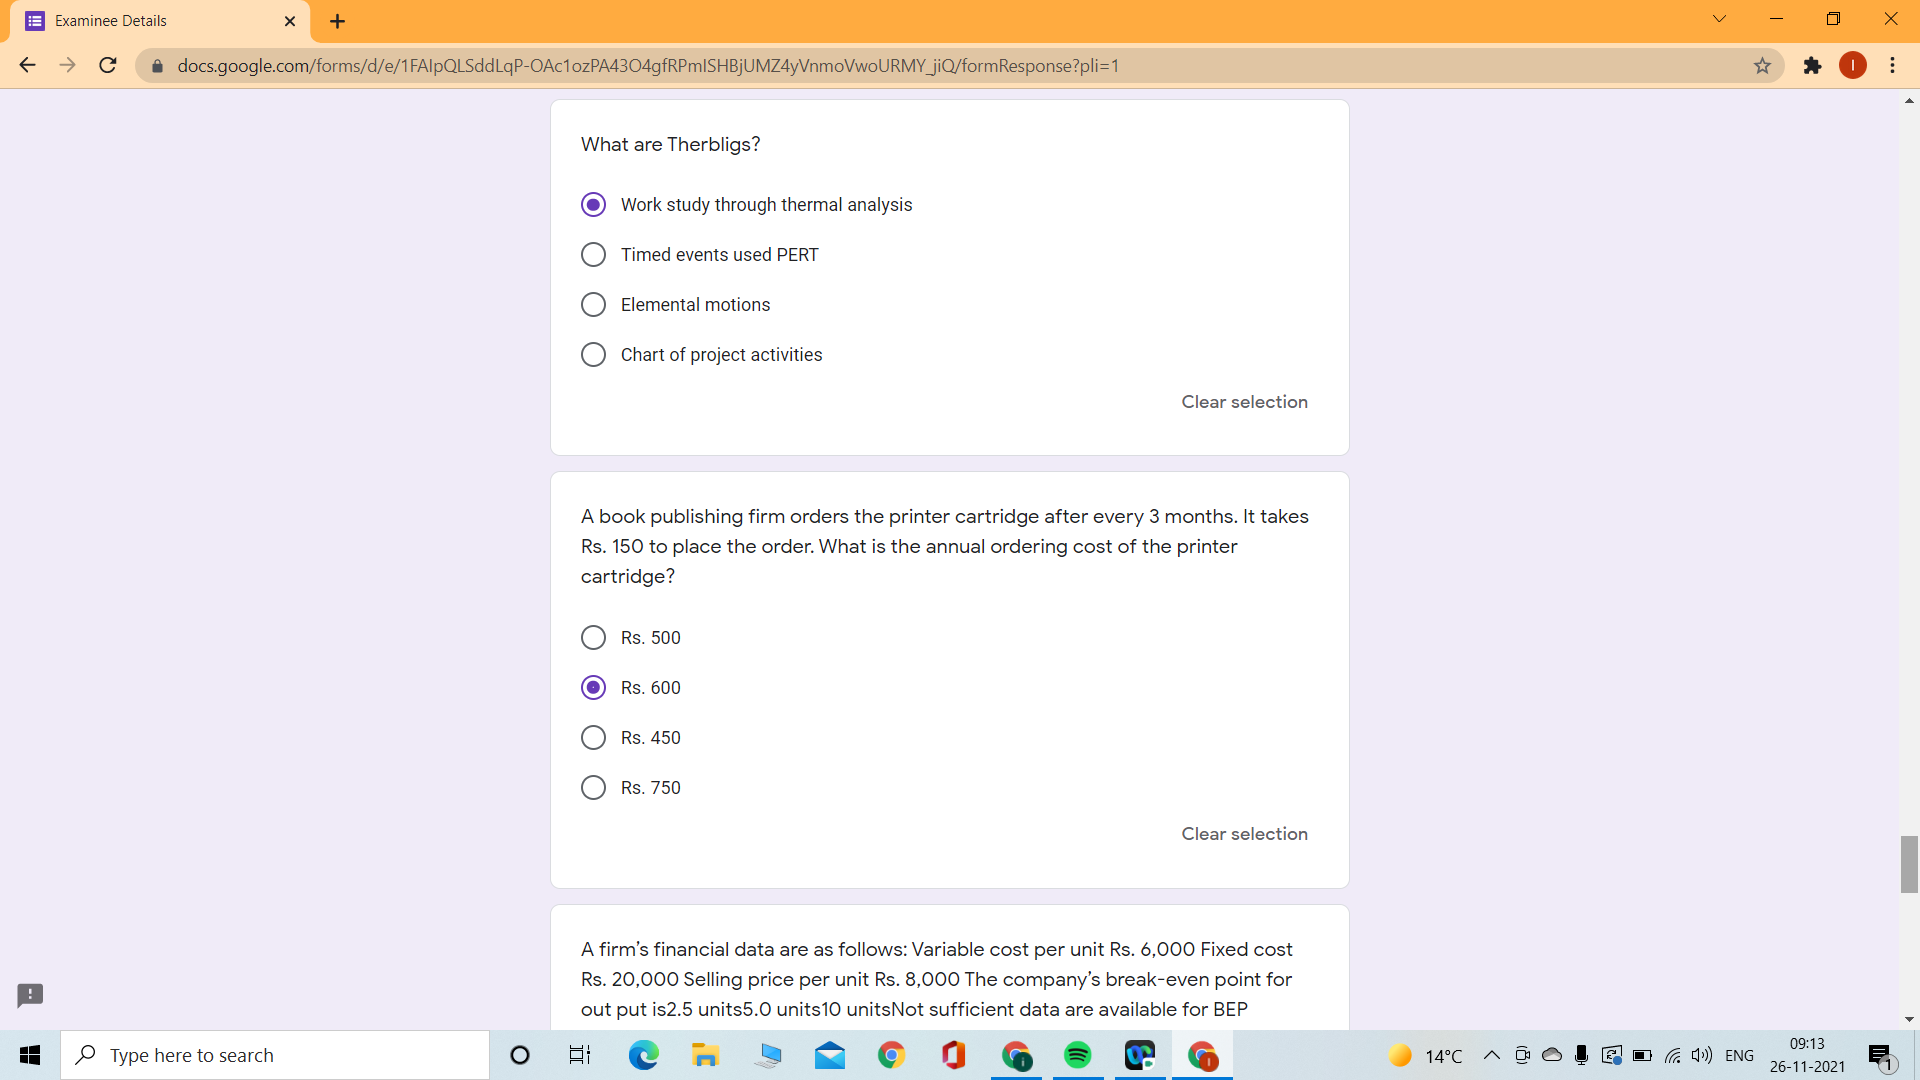 Examinee Details
docs.google.com/forms/d/e/1FAIpQLSddLqP-OAc1ozPA43O4gfRPmISHBjUMZ4yVnmoVwoURMY_jiQ/formResponse?pli=1
I
What are Therbligs?
Work study through thermal analysis
Timed events used PERT
Elemental motions
Chart of project activities
Clear selection
A book publishing firm orders the printer cartridge after every 3 months. It takes
Rs. 150 to place the order. What is the annual ordering cost of the printer
cartridge?
Rs. 500
Rs. 600
Rs. 450
Rs. 750
Clear selection
A firm’s financial data are as follows: Variable cost per unit Rs. 6,000 Fixed cost
Rs. 20,000 Selling price per unit Rs. 8,000 The company’s break-even point for
out put is2.5 units5.0 units10 unitsNot sufficient data are available for BEP
Type here to search
14°C
ENG
09:13
26-11-2021
1